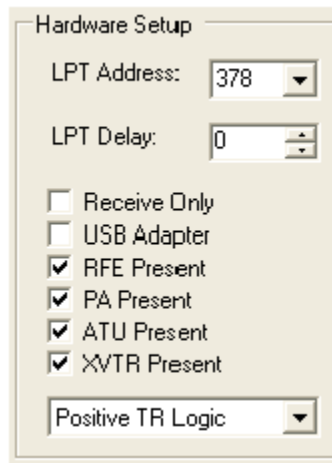 Hardware Setup
LPT Address: 378
LPT Delay: 0
Receive Only
USB Adapter
RFE Present
PA Present
ATU Present
XVTR Present
Positive TR Logic